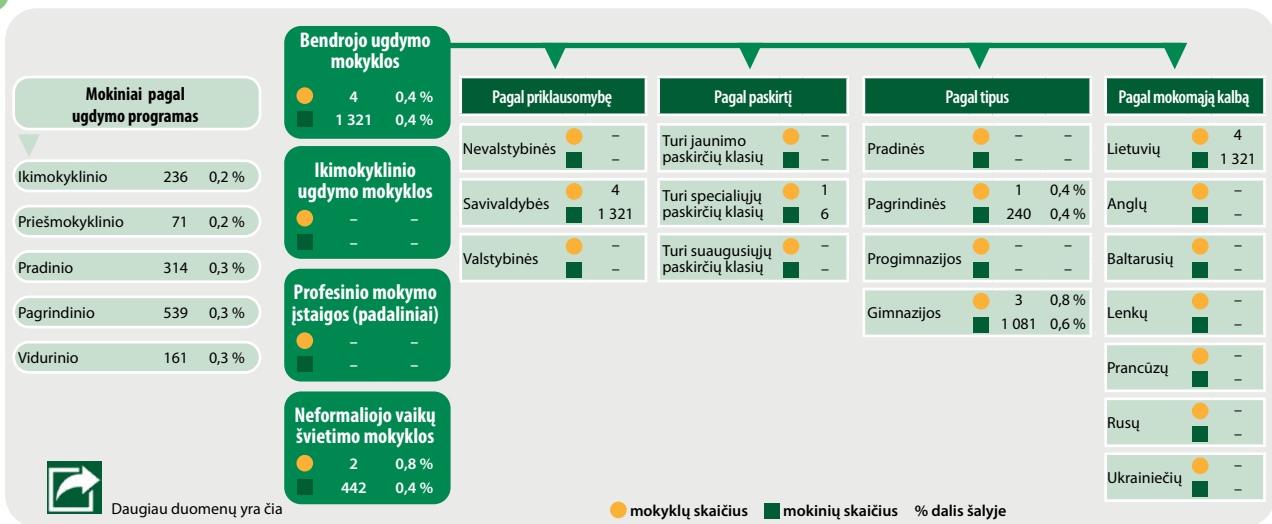 Mokiniai pagal
ugdymo programas
Ikimokyklinio 236 0,2 %
Priešmokyklinio 71 0,2 %
Pradinio 314 0,3 %
Pagrindinio 539 0,3 %
Vidurinio 161 0,3 %
Daugiau duomenų yra čia
Bendrojo ugdymo
mokyklos
4 0,4 %
1 321 0,4 %
Ikimokyklinio
ugdymo mokyklos
– –
– –
Profesinio mokymo
įstaigos (padaliniai)
– –
– –
Neformaliojo vaikų
švietimo mokyklos
2 0,8 %
442 0,4 %
Pagal priklausomybę
Nevalstybinės –
–
Savivaldybės 4
1 321
Valstybinės –
–
Pagal paskirtį
Turi jaunimo –
paskirčių klasių –
Turi specialiųjų 1
paskirčių klasių 6
Turi suaugusiųjų –
paskirčių klasių –
Pagal tipus
Pradinės – –
– –
Pagrindinės 1 0,4 %
240 0,4 %
Progimnazijos – –
– –
Gimnazijos 3 0,8 %
1 081 0,6 %
Pagal mokomąją kalbą
Lietuvių 4
1 321
Anglų –
–
Baltarusių –
–
Lenkų –
–
Prancūzų –
–
Rusų –
–
Ukrainiečių –
–
mokyklų skaičius mokinių skaičius % dalis šalyje